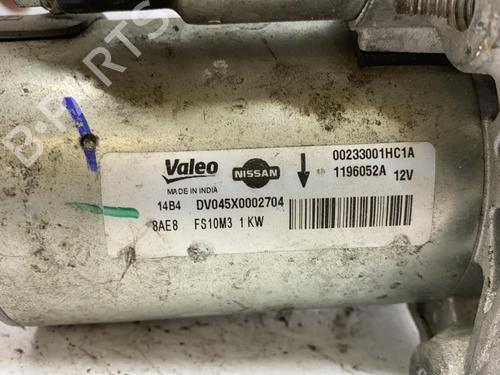 Valeo NISSAN 00233001HC1A
MADE IN INDIA 1196052A 12V
14B4 DV045X0002704
8AE8 FS10M3 1 KW
B-PARTS